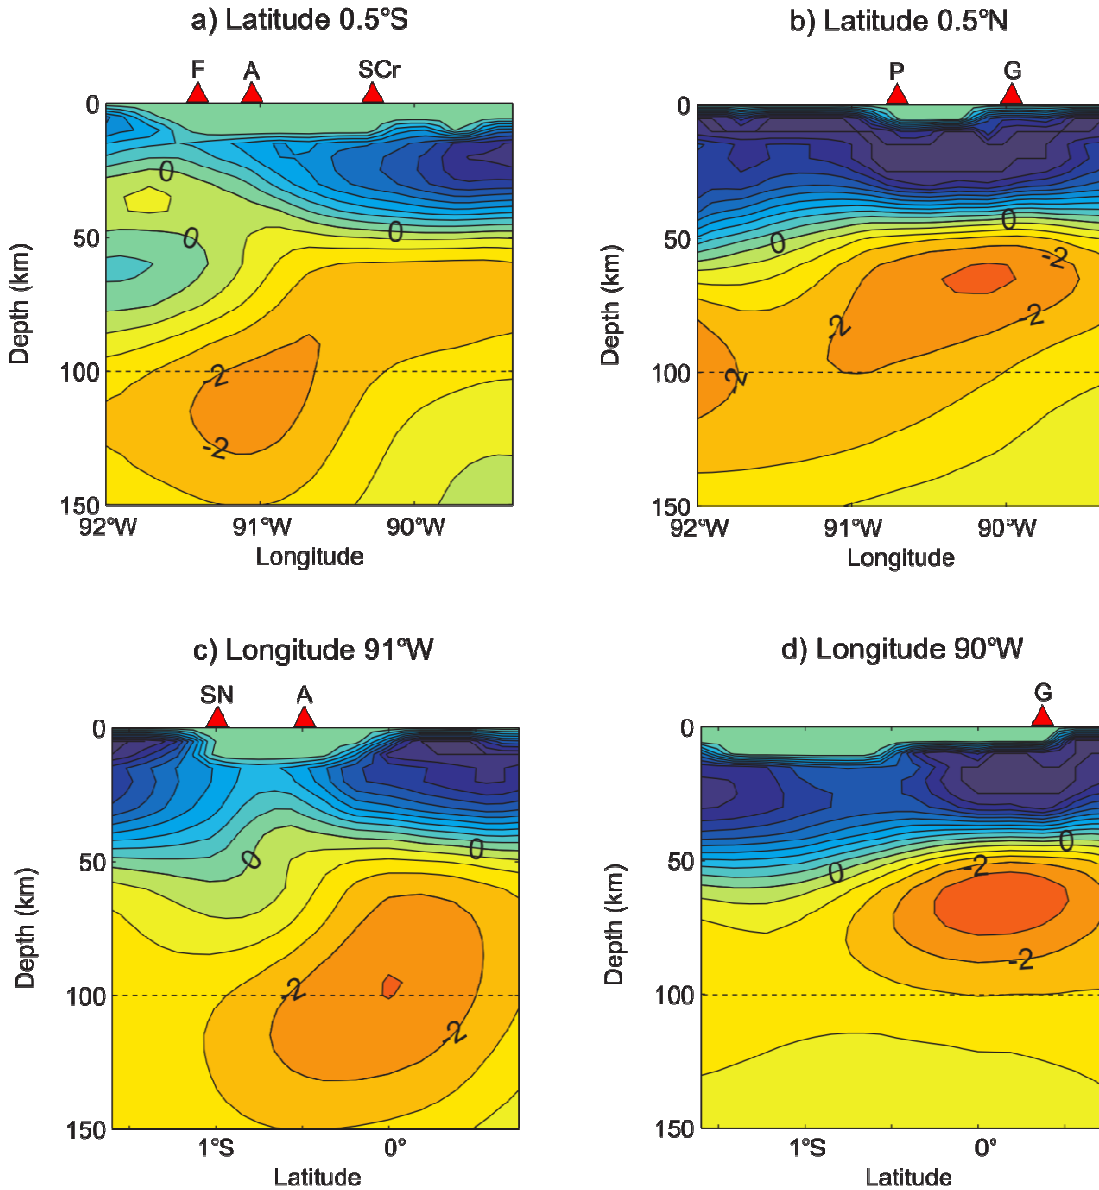 a) Latitude 0.5°S
b) Latitude 0.5°N
F A SCr
P G
0
50
100
150
Depth (km)
0
0
0
-2
-2
92°W 91°W 90°W
Longitude
0
50
100
150
Depth (km)
0
0
-2
-2
-2
-2
92°W 91°W 90°W
Longitude
c) Longitude 91°W
d) Longitude 90°W
SN A
G
0
50
100
150
Depth (km)
0
0
-2
-2
1°S 0°
Latitude
0
50
100
150
Depth (km)
0
0
-2
-2
1°S 0°
Latitude